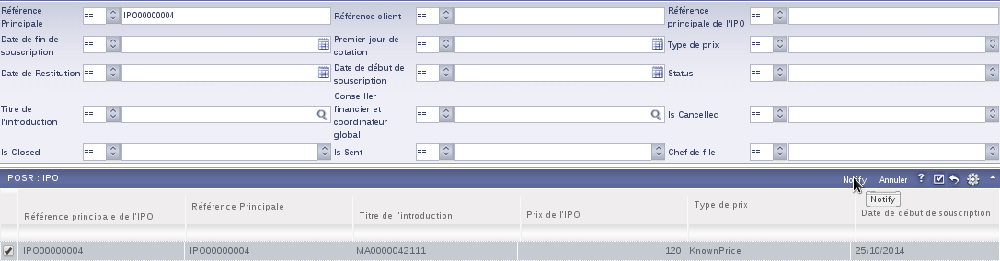 Référence Principale == IPO00000004 Référence client == Référence principale de l'IPO ==
Date de fin de souscription == Premier jour de cotation == Type de prix ==
Date de Restitution == Date de début de souscription == Status ==
Titre de l'introduction == Conseiller financier et coordinateur global == Is Cancelled ==
Is Closed == Is Sent == Chef de file ==
IPOSR : IPO Notify Annuler ?
Notify
Référence principale de l'IPO Référence Principale Titre de l'introduction Prix de l'IPO Type de prix Date de début de souscription
IPO00000004 IPO00000004 MA0000042111 120 KnownPrice 25/10/2014